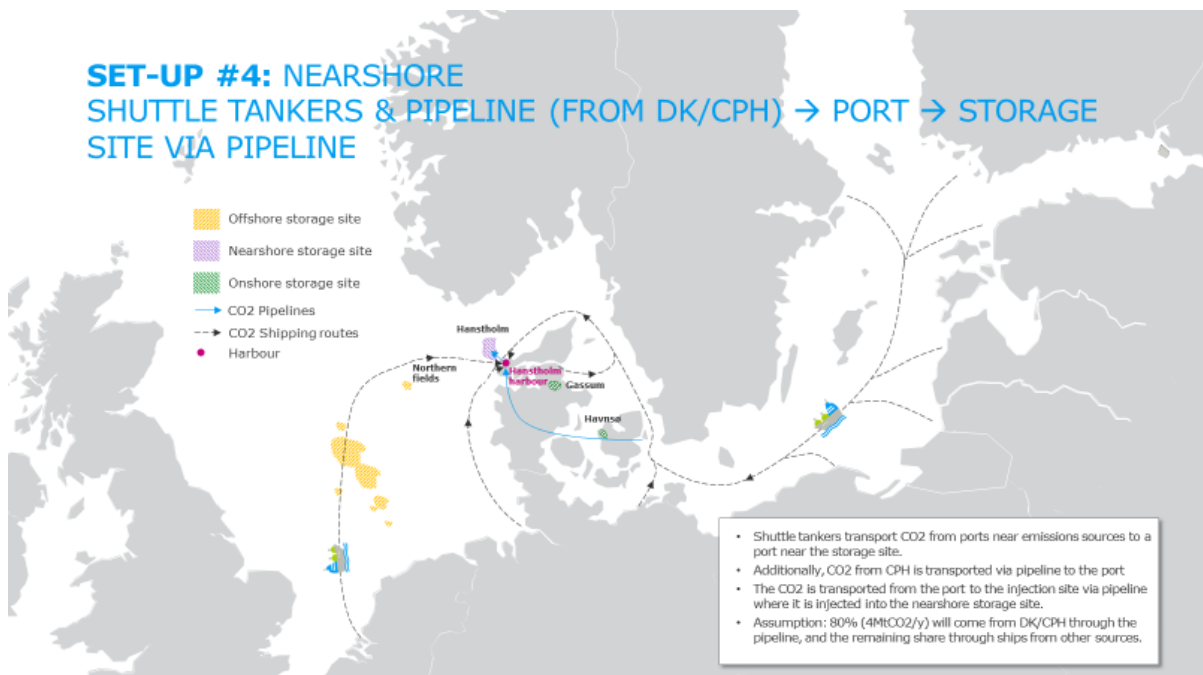 SET-UP #4: NEARSHORE
SHUTTLE TANKERS & PIPELINE (FROM DK/CPH) → PORT → STORAGE
SITE VIA PIPELINE
Offshore storage site
Nearshore storage site
Onshore storage site
CO2 Pipelines
CO2 Shipping routes
Harbour
Hanstholm
Northern
fields
Hanstholm
harbour
Gassum
Havnsø
• Shuttle tankers transport CO2 from ports near emissions sources to a
port near the storage site.
• Additionally, CO2 from CPH is transported via pipeline to the port
• The CO2 is transported from the port to the injection site via pipeline
where it is injected into the nearshore storage site.
• Assumption: 80% (4MtCO2/y) will come from DK/CPH through the
pipeline, and the remaining share through ships from other sources.